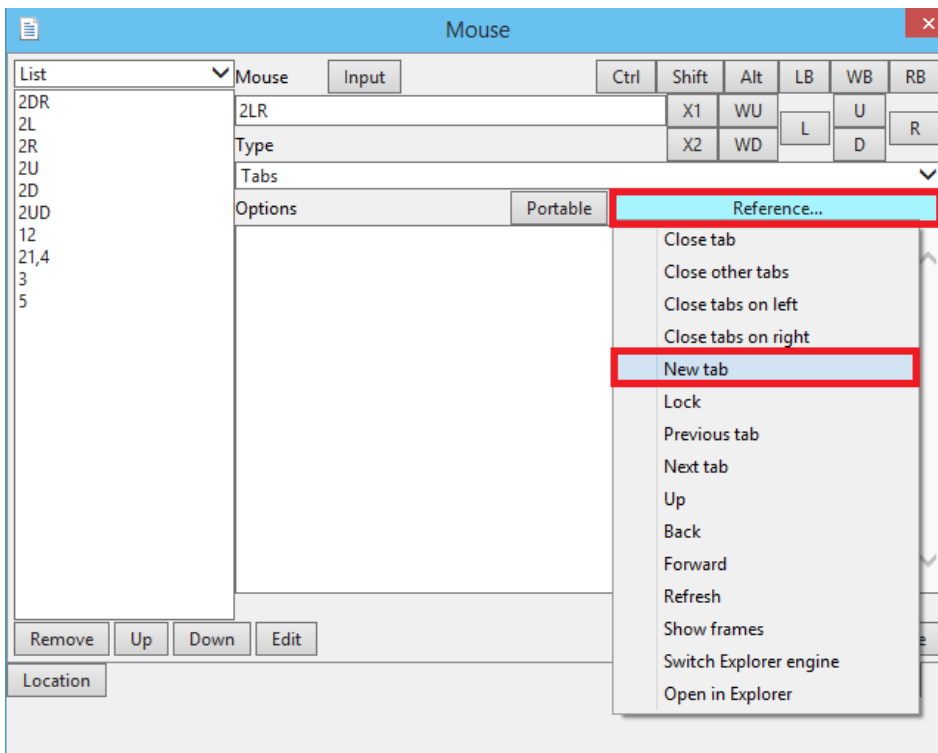 Mouse
List
Mouse Input Ctrl Shift Alt LB WB RB
2LR X1 WU L U R
X2 WD D
Type
Tabs
Options Portable Reference...
2DR
2L
2R
2U
2D
2UD
12
21,4
3
5
Close tab
Close other tabs
Close tabs on left
Close tabs on right
New tab
Lock
Previous tab
Next tab
Up
Back
Forward
Refresh
Show frames
Switch Explorer engine
Open in Explorer
Remove Up Down Edit
Location